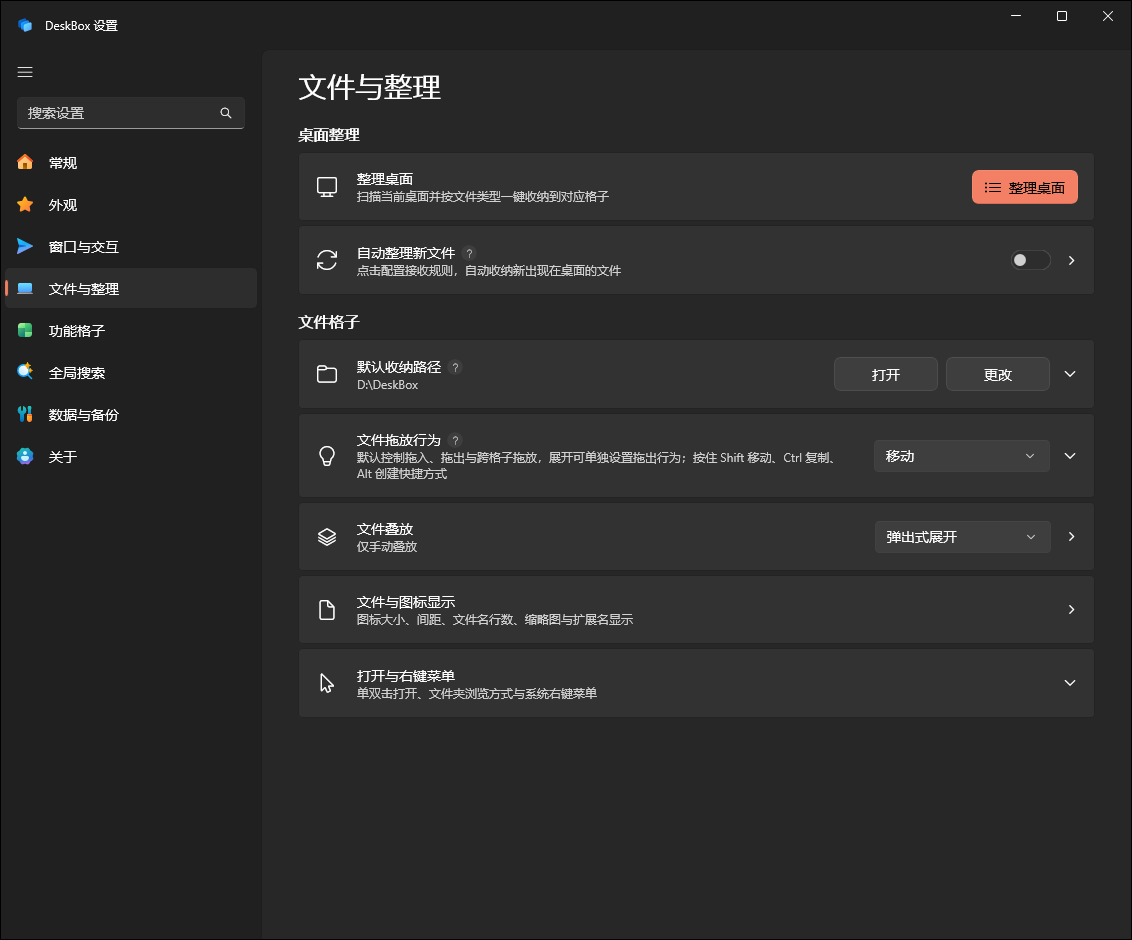 DeskBox 设置
搜索设置
常规
外观
窗口与交互
文件与整理
功能格子
全局搜索
数据与备份
关于
文件与整理
桌面整理
整理桌面
扫描当前桌面并按文件类型一键收纳到对应格子
整理桌面
自动整理新文件 ?
点击配置接收规则，自动收纳新出现在桌面的文件
文件格子
默认收纳路径 ?
D:\DeskBox
打开
更改
文件拖放行为 ?
默认控制拖入、拖出与跨格子拖放，展开可单独设置拖出行为；按住 Shift 移动、Ctrl 复制、
Alt 创建快捷方式
移动
文件叠放
仅手动叠放
弹出式展开
文件与图标显示
图标大小、间距、文件名行数、缩略图与扩展名显示
打开与右键菜单
单双击打开、文件夹浏览方式与系统右键菜单